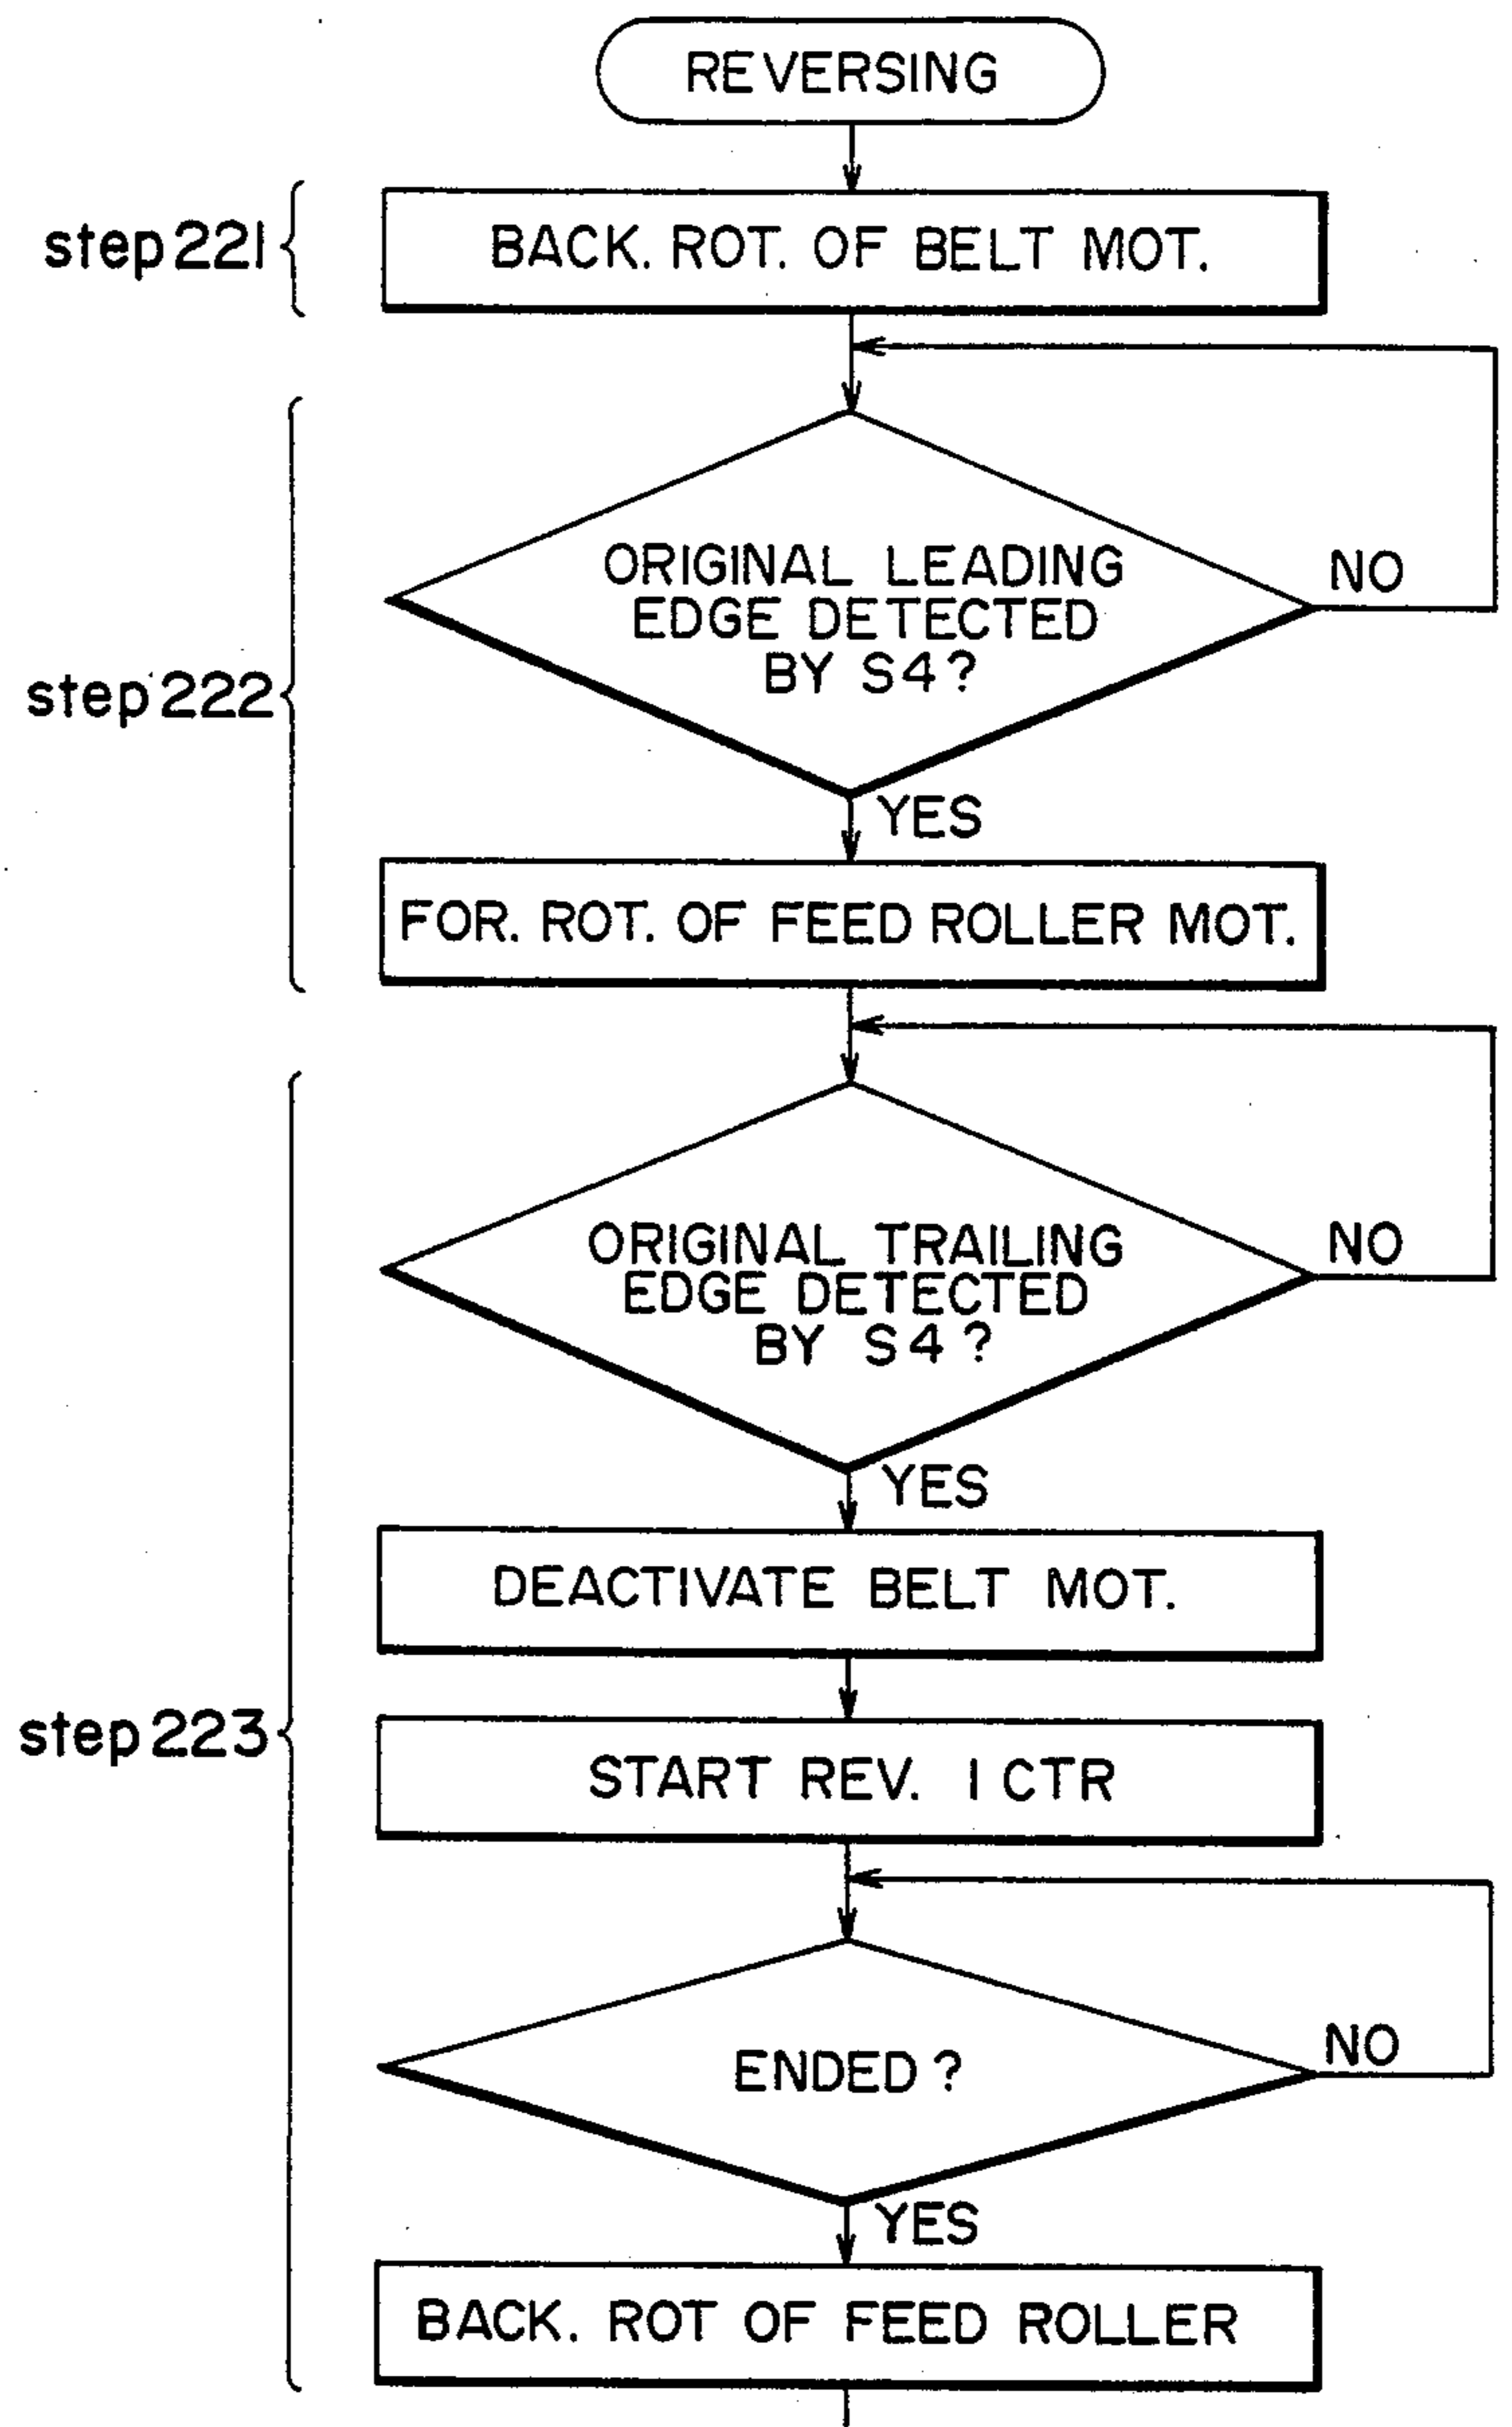 REVERSING
step 221
BACK. ROT. OF BELT MOT.
step 222
ORIGINAL LEADING
EDGE DETECTED
BY S4?
NO
YES
FOR. ROT. OF FEED ROLLER MOT.
step 223
ORIGINAL TRAILING
EDGE DETECTED
BY S4?
NO
YES
DEACTIVATE BELT MOT.
START REV. 1 CTR
ENDED?
NO
YES
BACK. ROT OF FEED ROLLER